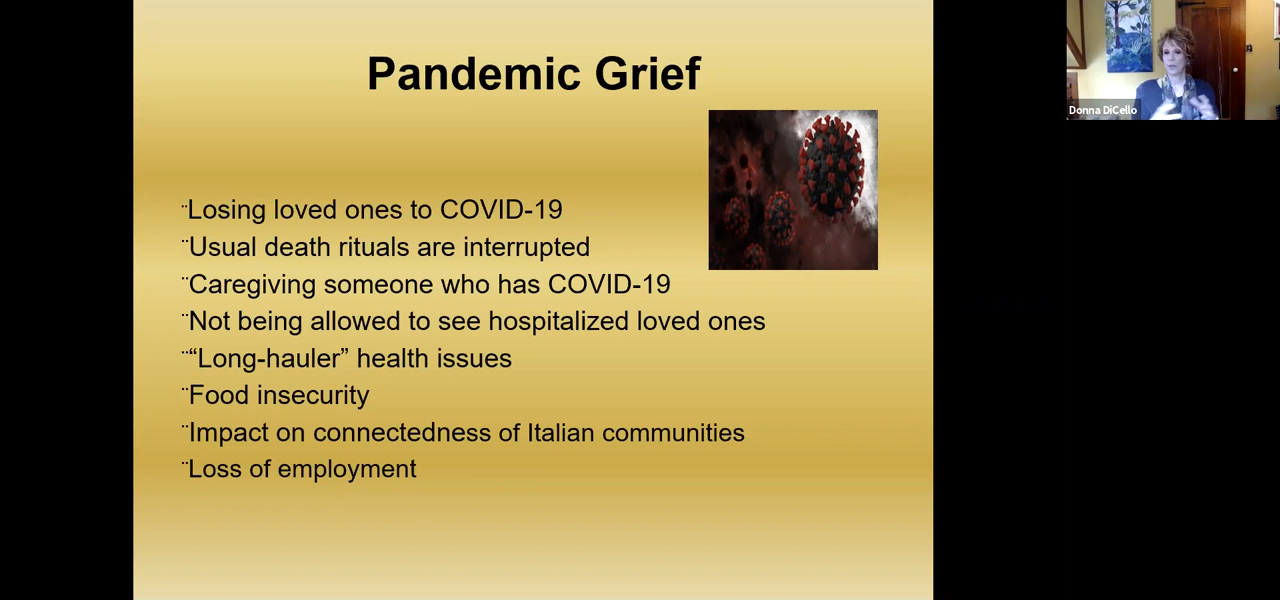 Pandemic Grief
¨Losing loved ones to COVID-19
¨Usual death rituals are interrupted
¨Caregiving someone who has COVID-19
¨Not being allowed to see hospitalized loved ones
¨“Long-hauler” health issues
¨Food insecurity
¨Impact on connectedness of Italian communities
¨Loss of employment
Donna DiCello